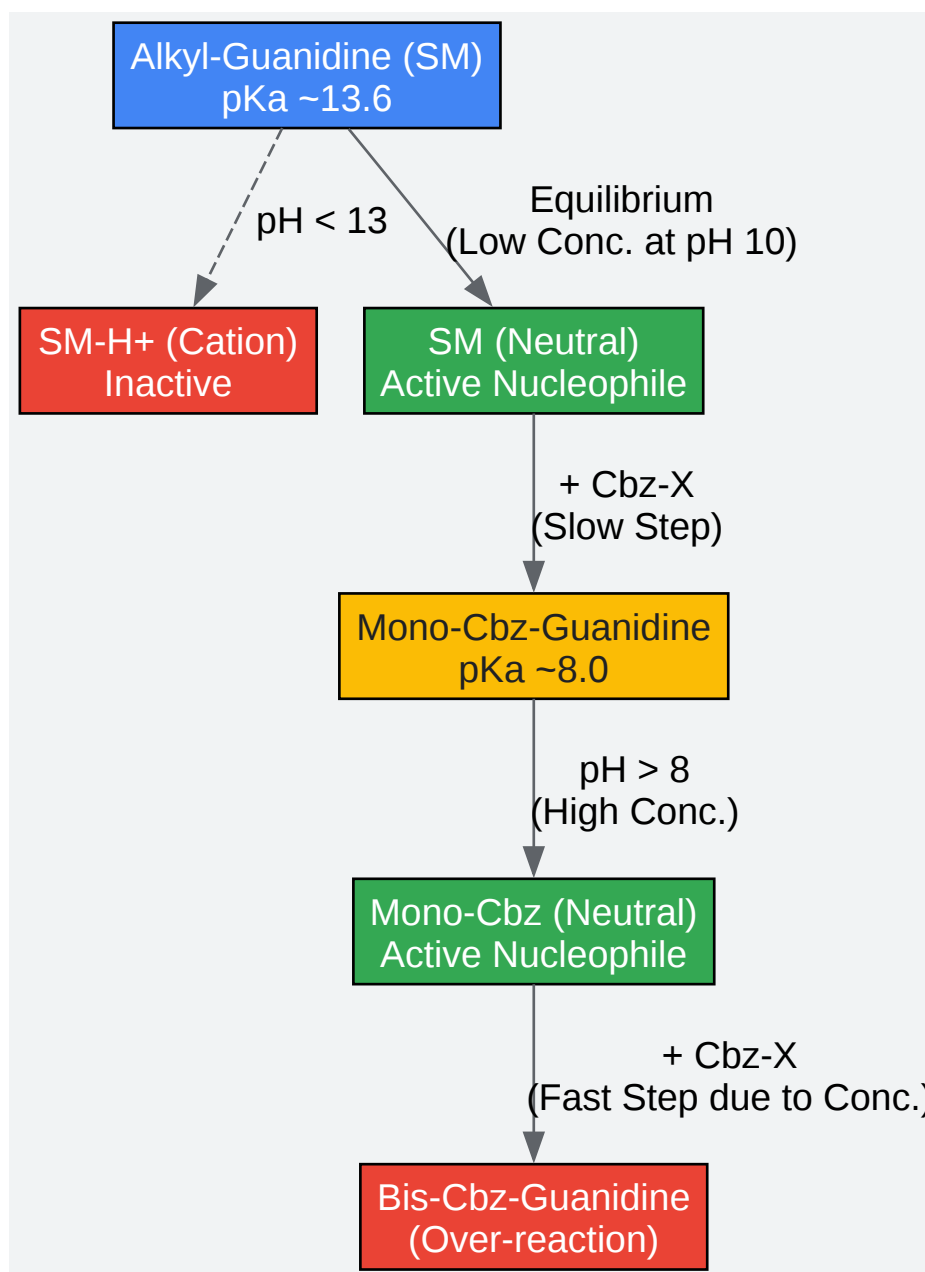 Alkyl-Guanidine (SM)
pKa ~13.6
pH < 13
Equilibrium
(Low Conc. at pH 10)
SM-H+ (Cation)
Inactive
SM (Neutral)
Active Nucleophile
+ Cbz-X
(Slow Step)
Mono-Cbz-Guanidine
pKa ~8.0
pH > 8
(High Conc.)
Mono-Cbz (Neutral)
Active Nucleophile
+ Cbz-X
(Fast Step due to Conc.)
Bis-Cbz-Guanidine
(Over-reaction)